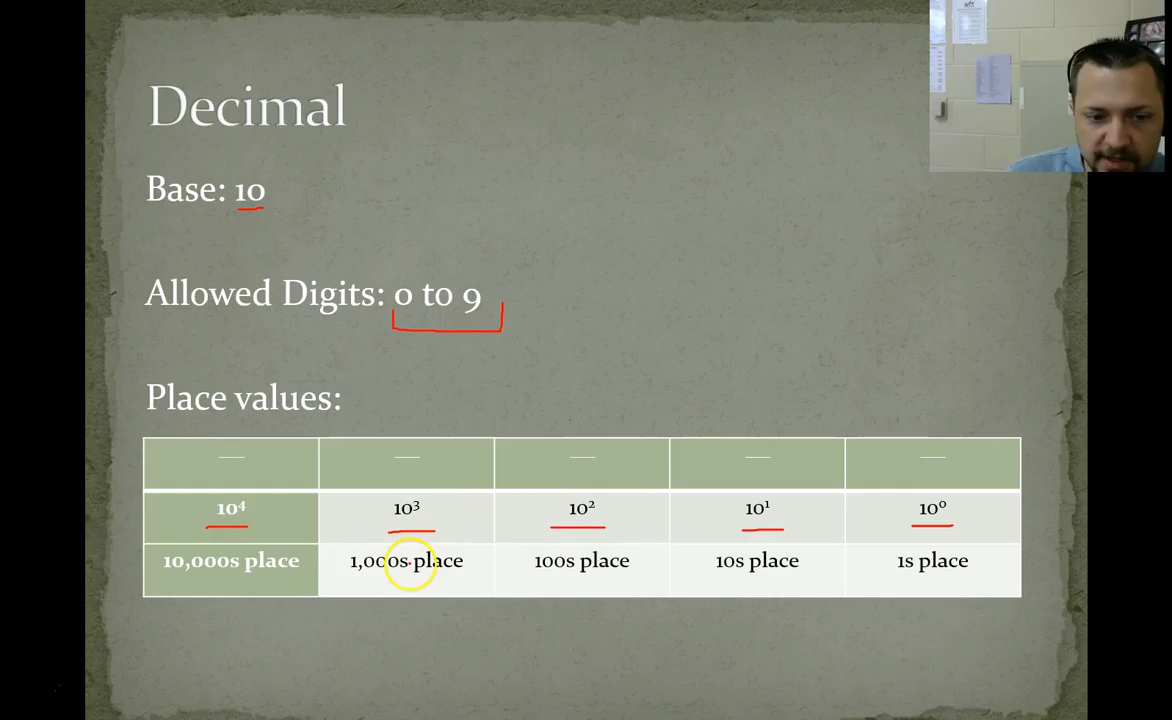 Decimal
Base: 10
Allowed Digits: 0 to 9
Place values:
10⁴ 10³ 10² 10¹ 10⁰
10,000s place 1,000s place 100s place 10s place 1s place